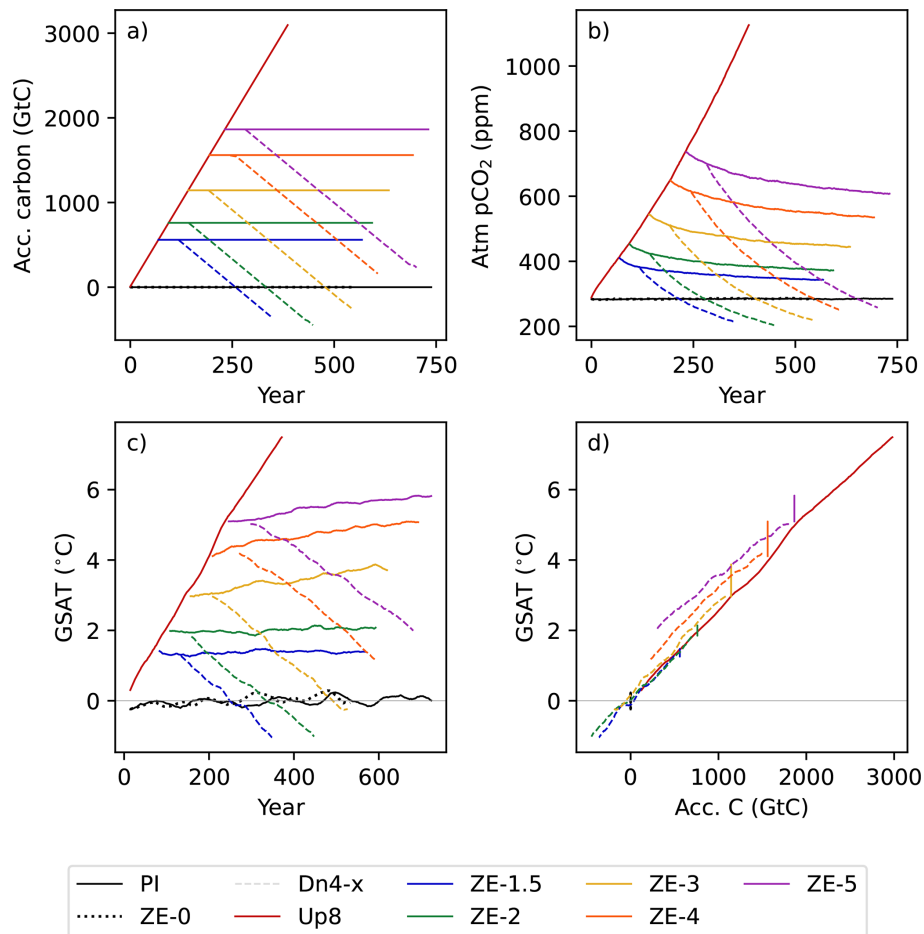 a)
Acc. carbon (GtC)
3000
2000
1000
0
0 250 500 750
Year
b)
Atm pCO₂ (ppm)
1000
800
600
400
200
0 250 500 750
Year
c)
GSAT (°C)
6
4
2
0
0 200 400 600
Year
d)
GSAT (°C)
6
4
2
0
0 1000 2000 3000
Acc. C (GtC)
PI Dn4-x ZE-1.5 ZE-3 ZE-5
ZE-0 Up8 ZE-2 ZE-4